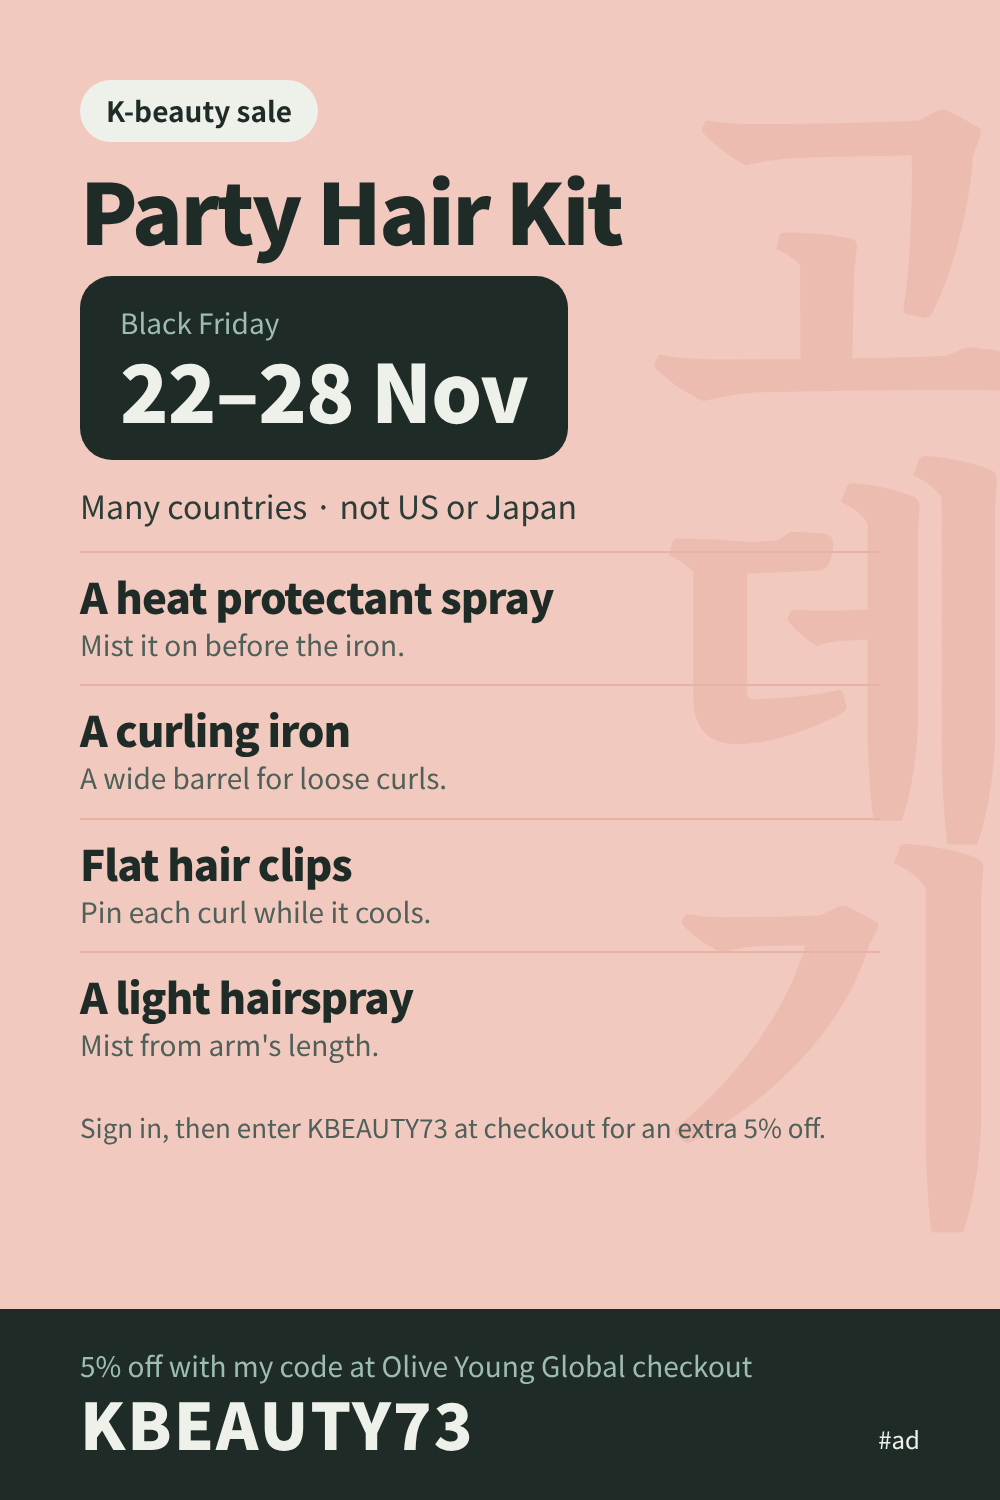 K-beauty sale
Party Hair Kit
Black Friday
22–28 Nov
Many countries · not US or Japan
A heat protectant spray
Mist it on before the iron.
A curling iron
A wide barrel for loose curls.
Flat hair clips
Pin each curl while it cools.
A light hairspray
Mist from arm's length.
Sign in, then enter KBEAUTY73 at checkout for an extra 5% off.
고
데
기
5% off with my code at Olive Young Global checkout
KBEAUTY73
#ad